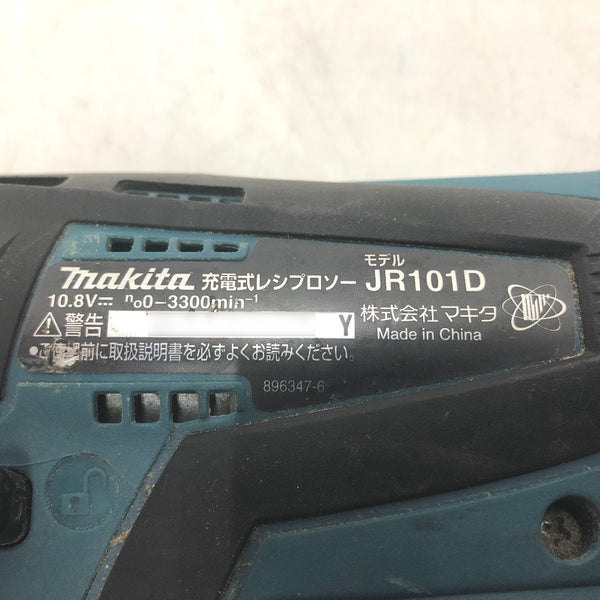 makita 充電式レシプロソー モデル JR101D
10.8V⎓ n₀0-3300min⁻¹
⚠警告 Y 株式会社 マキタ
Made in China
●ご使用前に取扱説明書を必ずよくお読みください。
896347-6